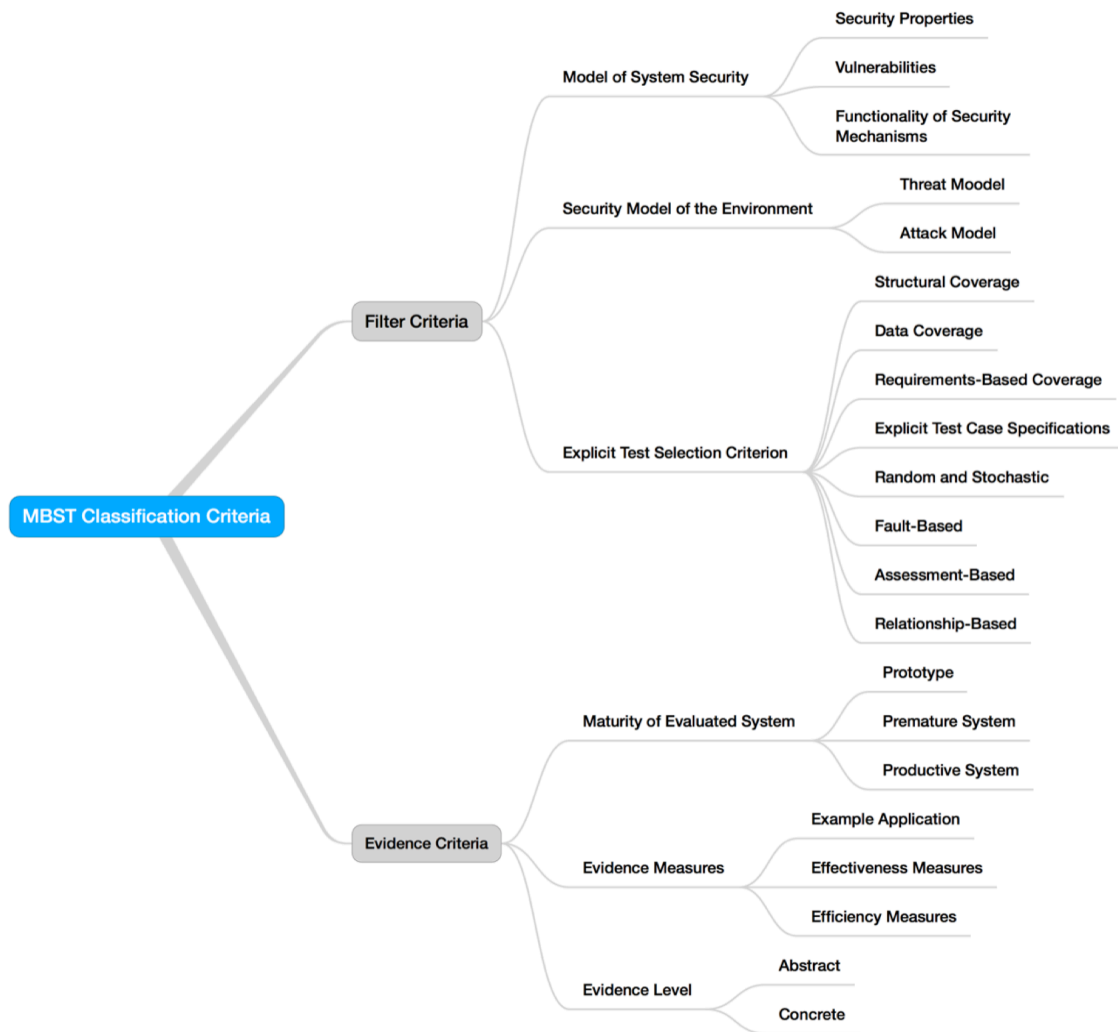 Security Properties
Vulnerabilities
Model of System Security
Functionality of Security
Mechanisms
Threat Moodel
Security Model of the Environment
Attack Model
Structural Coverage
Filter Criteria
Data Coverage
Requirements-Based Coverage
Explicit Test Case Specifications
Explicit Test Selection Criterion
Random and Stochastic
MBST Classification Criteria
Fault-Based
Assessment-Based
Relationship-Based
Prototype
Maturity of Evaluated System
Premature System
Productive System
Example Application
Evidence Criteria
Evidence Measures
Effectiveness Measures
Efficiency Measures
Abstract
Evidence Level
Concrete